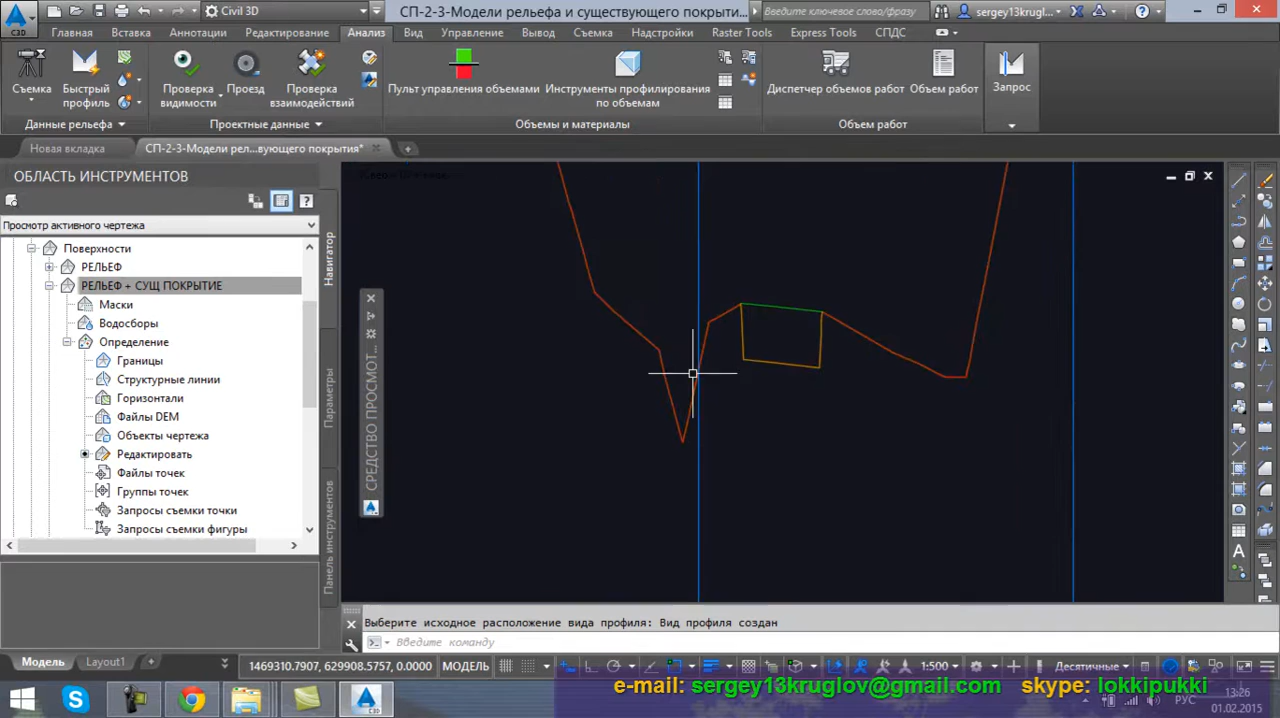 Civil 3D
СП-2-3-Модели рельефа и существующего покрыти...
Введите ключевое слово/фразу
sergey13kruglo...
C3D
Главная
Вставка
Аннотации
Редактирование
Анализ
Вид
Управление
Вывод
Съемка
Надстройки
Raster Tools
Express Tools
СПДС
Съемка
Быстрый профиль
Проверка видимости
Проезд
Проверка взаимодействий
Пульт управления объемами
Инструменты профилирования по объемам
Диспетчер объемов работ
Объем работ
Запрос
Данные рельефа
Проектные данные
Объемы и материалы
Объем работ
Новая вкладка
СП-2-3-Модели рел...вующего покрытия*
ОБЛАСТЬ ИНСТРУМЕНТОВ
Просмотр активного чертежа
Поверхности
РЕЛЬЕФ
РЕЛЬЕФ + СУЩ ПОКРЫТИЕ
Маски
Водосборы
Определение
Границы
Структурные линии
Горизонтали
Файлы DEM
Объекты чертежа
Редактировать
Файлы точек
Группы точек
Запросы съемки точки
Запросы съемки фигуры
Навигатор
Параметры
Панель инструментов
СРЕДСТВО ПРОСМОТ...
Выберите исходное расположение вида профиля: Вид профиля создан
Введите команду
Модель
Layout1
1469310.7907, 629908.5757, 0.0000
МОДЕЛЬ
1:500
Десятичные
e-mail: sergey13kruglov@gmail.com skype: lokkipukki
РУС
13:26
01.02.2015